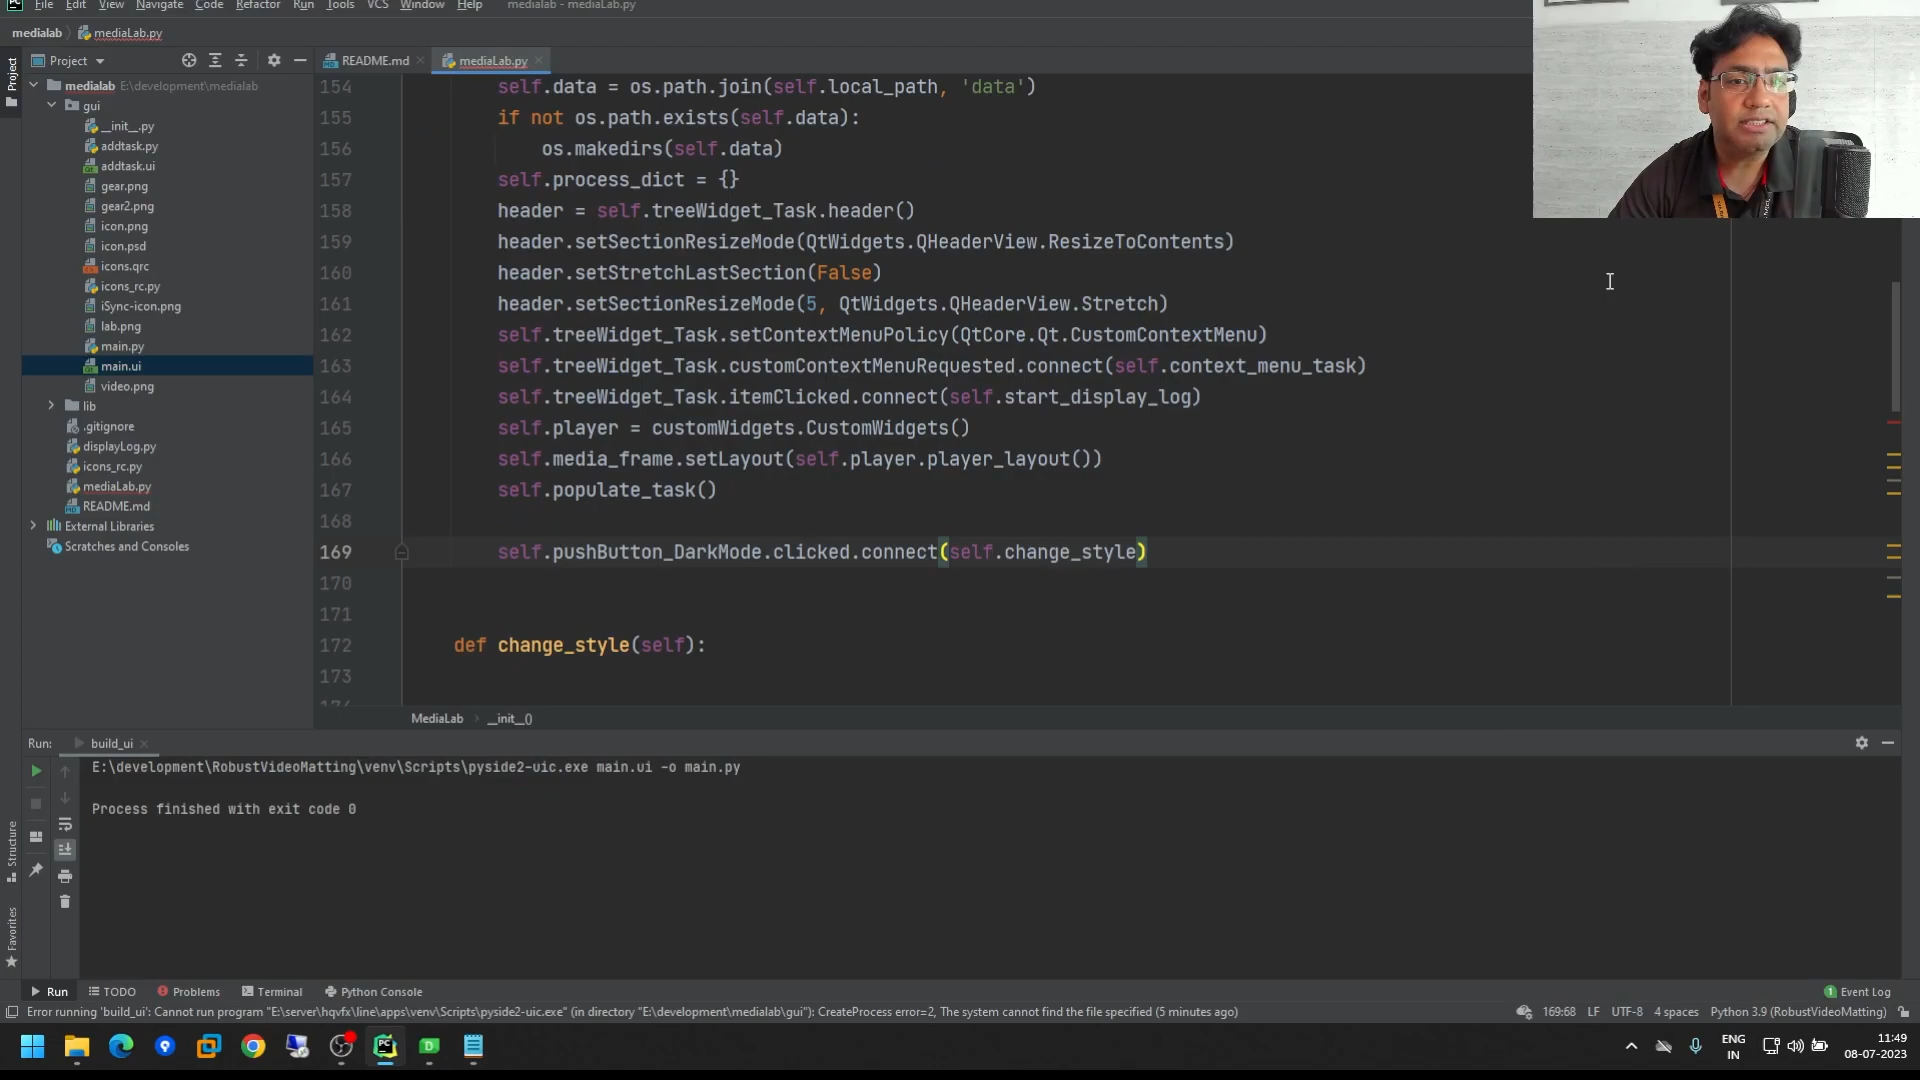 File Edit View Navigate Code Refactor Run Tools VCS Window Help medialab - mediaLab.py
medialab mediaLab.py
Project README.md mediaLab.py
Project
medialab E:\development\medialab
gui
__init__.py
addtask.py
addtask.ui
gear.png
gear2.png
icon.png
icon.psd
icons.qrc
icons_rc.py
iSync-icon.png
lab.png
main.py
main.ui
video.png
lib
.gitignore
displayLog.py
icons_rc.py
mediaLab.py
README.md
External Libraries
Scratches and Consoles
154 self.data = os.path.join(self.local_path, 'data')
155 if not os.path.exists(self.data):
156 os.makedirs(self.data)
157 self.process_dict = {}
158 header = self.treeWidget_Task.header()
159 header.setSectionResizeMode(QtWidgets.QHeaderView.ResizeToContents)
160 header.setStretchLastSection(False)
161 header.setSectionResizeMode(5, QtWidgets.QHeaderView.Stretch)
162 self.treeWidget_Task.setContextMenuPolicy(QtCore.Qt.CustomContextMenu)
163 self.treeWidget_Task.customContextMenuRequested.connect(self.context_menu_task)
164 self.treeWidget_Task.itemClicked.connect(self.start_display_log)
165 self.player = customWidgets.CustomWidgets()
166 self.media_frame.setLayout(self.player.player_layout())
167 self.populate_task()
168
169 self.pushButton_DarkMode.clicked.connect(self.change_style)
170
171
172 def change_style(self):
173
MediaLab __init__()
Run: build_ui
E:\development\RobustVideoMatting\venv\Scripts\pyside2-uic.exe main.ui -o main.py
Process finished with exit code 0
Structure
Favorites
Run TODO Problems Terminal Python Console 1 Event Log
Error running 'build_ui': Cannot run program "E:\server\hqvfx\line\apps\venv\Scripts\pyside2-uic.exe" (in directory "E:\development\medialab\gui"): CreateProcess error=2, The system cannot find the file specified (5 minutes ago) 169:68 LF UTF-8 4 spaces Python 3.9 (RobustVideoMatting)
ENG 11:49
IN 08-07-2023